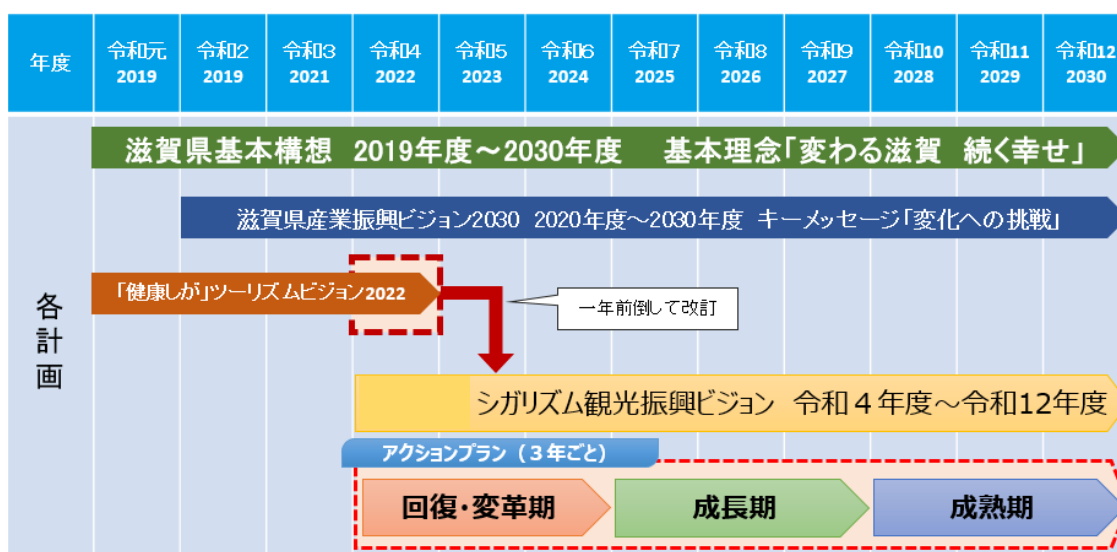 年度 令和元 令和2 令和3 令和4 令和5 令和6 令和7 令和8 令和9 令和10 令和11 令和12
2019 2019 2021 2022 2023 2024 2025 2026 2027 2028 2029 2030
滋賀県基本構想 2019年度～2030年度 基本理念「変わる滋賀 続く幸せ」
滋賀県産業振興ビジョン2030 2020年度～2030年度 キーメッセージ「変化への挑戦」
「健康しが」ツーリズムビジョン2022
一年前倒して改訂
各計画
シガリズム観光振興ビジョン 令和４年度～令和12年度
アクションプラン（３年ごと）
回復・変革期 成長期 成熟期